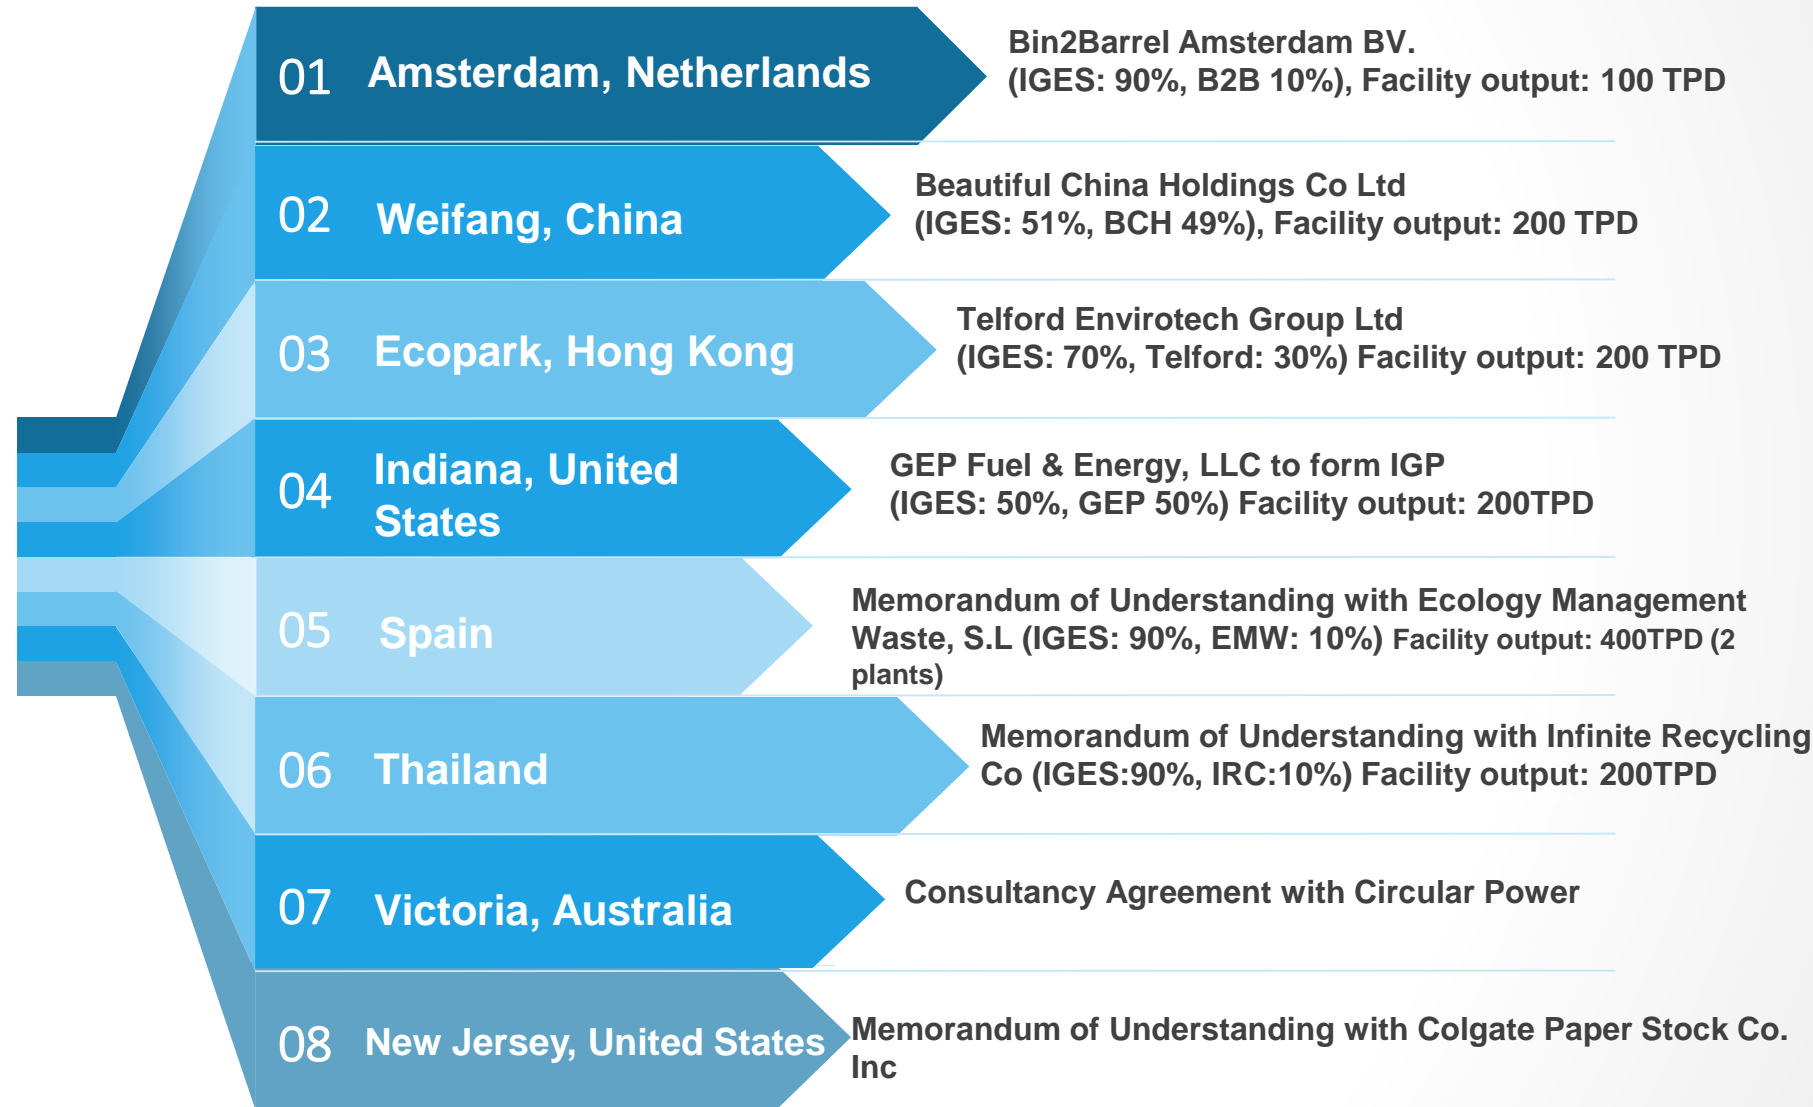 01 Amsterdam, Netherlands
Bin2Barrel Amsterdam BV.
(IGES: 90%, B2B 10%), Facility output: 100 TPD
02 Weifang, China
Beautiful China Holdings Co Ltd
(IGES: 51%, BCH 49%), Facility output: 200 TPD
03 Ecopark, Hong Kong
Telford Envirotech Group Ltd
(IGES: 70%, Telford: 30%) Facility output: 200 TPD
04 Indiana, United
States
GEP Fuel & Energy, LLC to form IGP
(IGES: 50%, GEP 50%) Facility output: 200TPD
05 Spain
Memorandum of Understanding with Ecology Management
Waste, S.L (IGES: 90%, EMW: 10%) Facility output: 400TPD (2
plants)
06 Thailand
Memorandum of Understanding with Infinite Recycling
Co (IGES:90%, IRC:10%) Facility output: 200TPD
07 Victoria, Australia
Consultancy Agreement with Circular Power
08 New Jersey, United States
Memorandum of Understanding with Colgate Paper Stock Co.
Inc